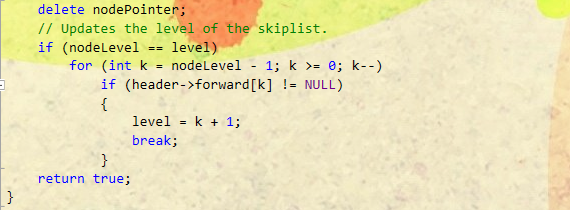 delete nodePointer;
// Updates the level of the skiplist.
if (nodeLevel == level)
for (int k = nodeLevel - 1; k >= 0; k--)
if (header->forward[k] != NULL)
{
level = k + 1;
break;
}
return true;
}